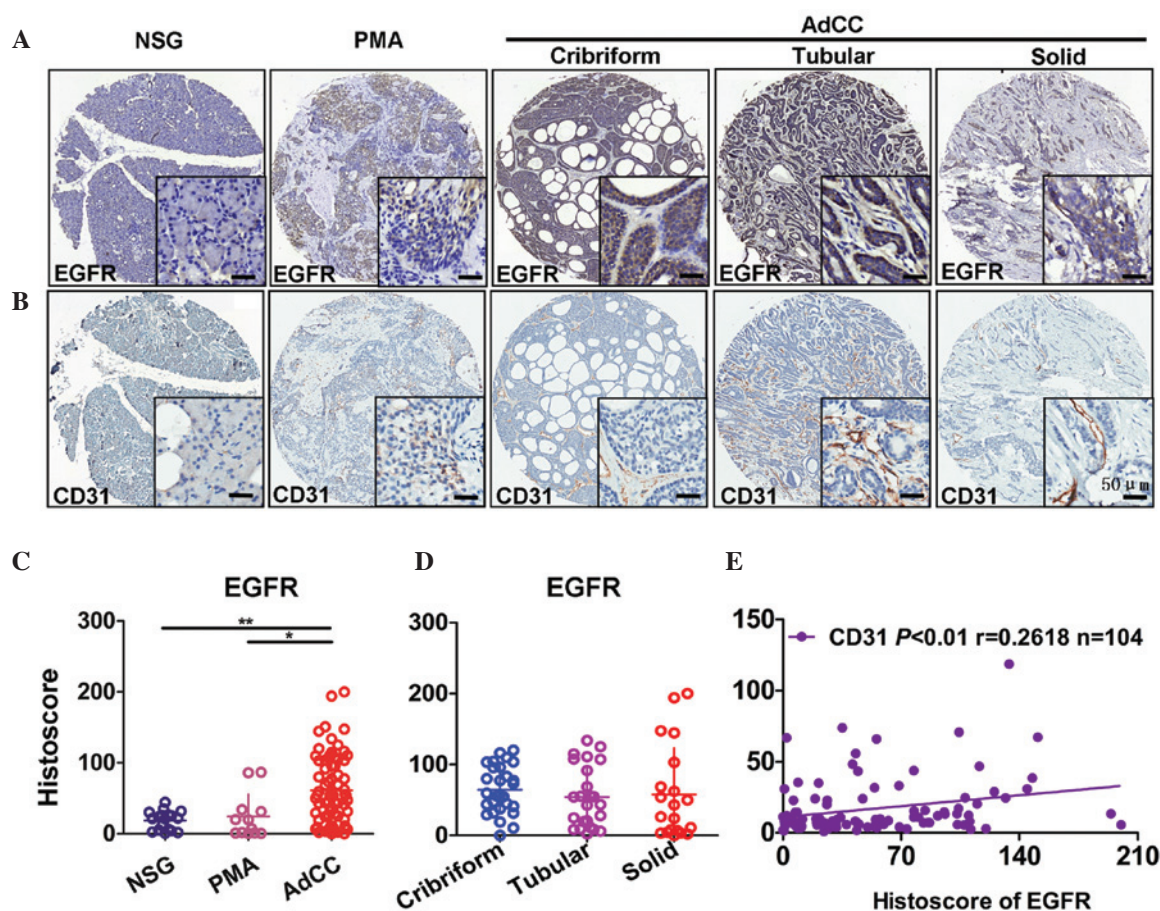 A
NSG
PMA
AdCC
Cribriform
Tubular
Solid
EGFR
EGFR
EGFR
EGFR
EGFR
B
CD31
CD31
CD31
CD31
CD31
50 μm
C
EGFR
Histoscore
300
200
100
0
**
*
NSG
PMA
AdCC
D
EGFR
300
200
100
0
Cribriform
Tubular
Solid
E
150
100
50
0
CD31 P<0.01 r=0.2618 n=104
0
70
140
210
Histoscore of EGFR